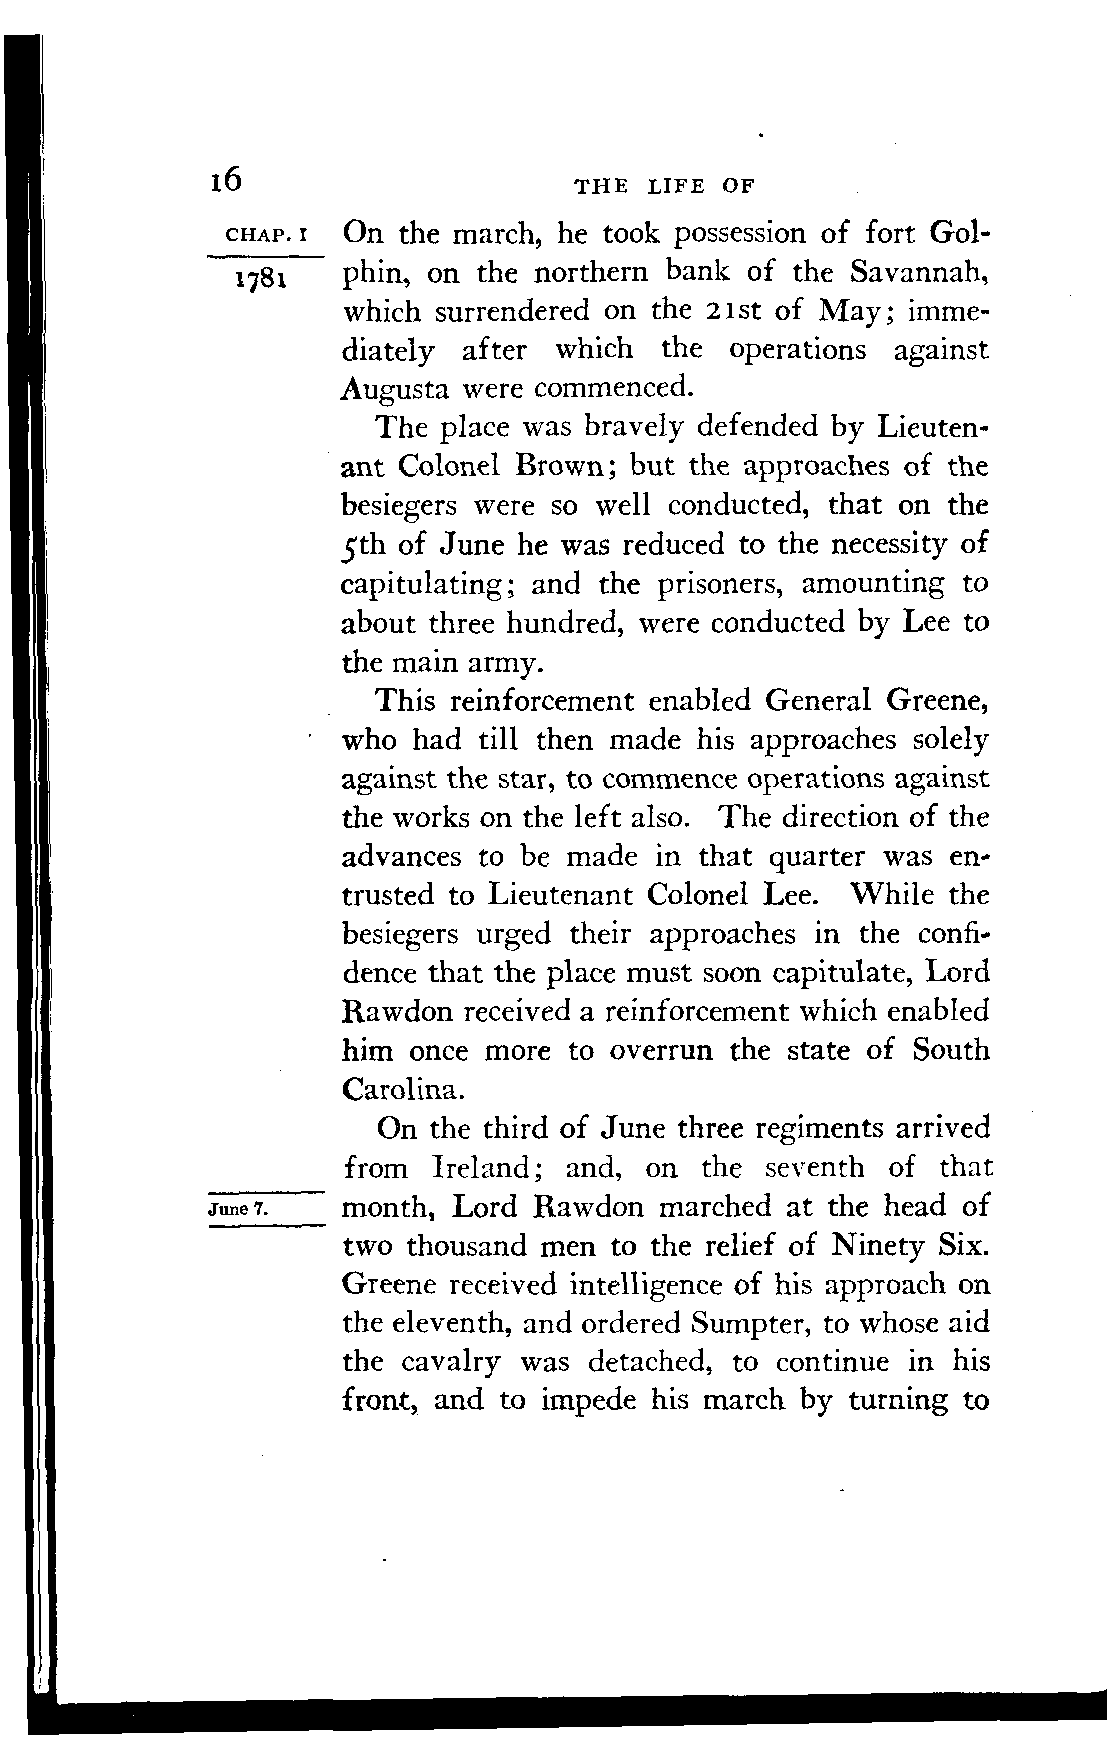 16 THE LIFE OF
CHAP. I On the march, he took possession of fort Gol-
1781 phin, on the northern bank of the Savannah,
which surrendered on the 21st of May; imme-
diately after which the operations against
Augusta were commenced.
The place was bravely defended by Lieuten-
ant Colonel Brown; but the approaches of the
besiegers were so well conducted, that on the
5th of June he was reduced to the necessity of
capitulating; and the prisoners, amounting to
about three hundred, were conducted by Lee to
the main army.
This reinforcement enabled General Greene,
who had till then made his approaches solely
against the star, to commence operations against
the works on the left also. The direction of the
advances to be made in that quarter was en-
trusted to Lieutenant Colonel Lee. While the
besiegers urged their approaches in the confi-
dence that the place must soon capitulate, Lord
Rawdon received a reinforcement which enabled
him once more to overrun the state of South
Carolina.
On the third of June three regiments arrived
from Ireland; and, on the seventh of that
June 7. month, Lord Rawdon marched at the head of
two thousand men to the relief of Ninety Six.
Greene received intelligence of his approach on
the eleventh, and ordered Sumpter, to whose aid
the cavalry was detached, to continue in his
front, and to impede his march by turning to